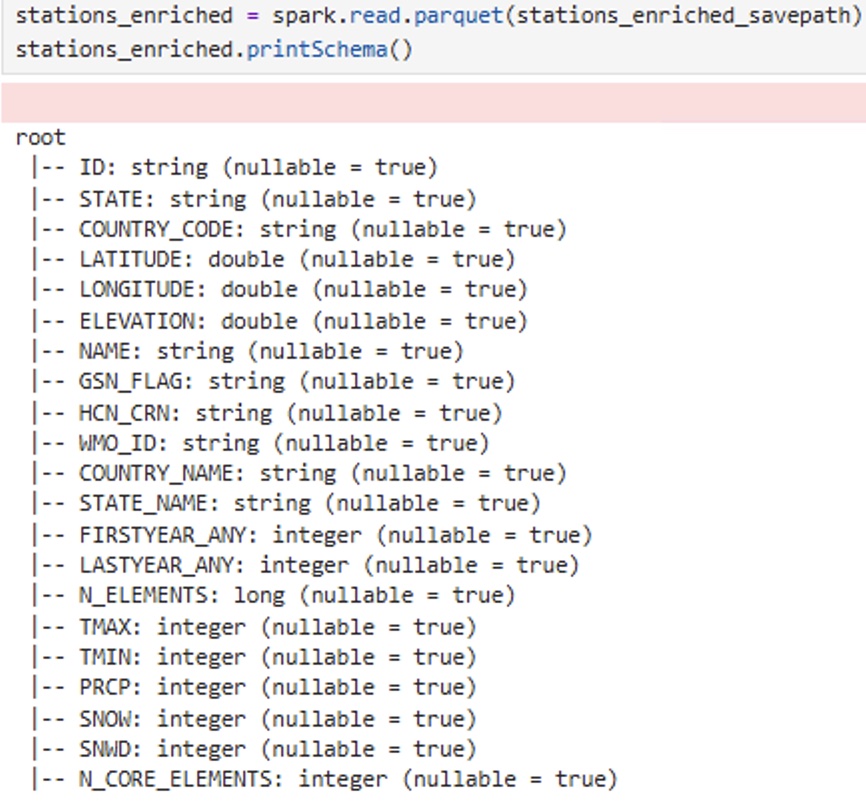 stations_enriched = spark.read.parquet(stations_enriched_savepath)
stations_enriched.printSchema()
root
 |-- ID: string (nullable = true)
 |-- STATE: string (nullable = true)
 |-- COUNTRY_CODE: string (nullable = true)
 |-- LATITUDE: double (nullable = true)
 |-- LONGITUDE: double (nullable = true)
 |-- ELEVATION: double (nullable = true)
 |-- NAME: string (nullable = true)
 |-- GSN_FLAG: string (nullable = true)
 |-- HCN_CRN: string (nullable = true)
 |-- WMO_ID: string (nullable = true)
 |-- COUNTRY_NAME: string (nullable = true)
 |-- STATE_NAME: string (nullable = true)
 |-- FIRSTYEAR_ANY: integer (nullable = true)
 |-- LASTYEAR_ANY: integer (nullable = true)
 |-- N_ELEMENTS: long (nullable = true)
 |-- TMAX: integer (nullable = true)
 |-- TMIN: integer (nullable = true)
 |-- PRCP: integer (nullable = true)
 |-- SNOW: integer (nullable = true)
 |-- SNWD: integer (nullable = true)
 |-- N_CORE_ELEMENTS: integer (nullable = true)